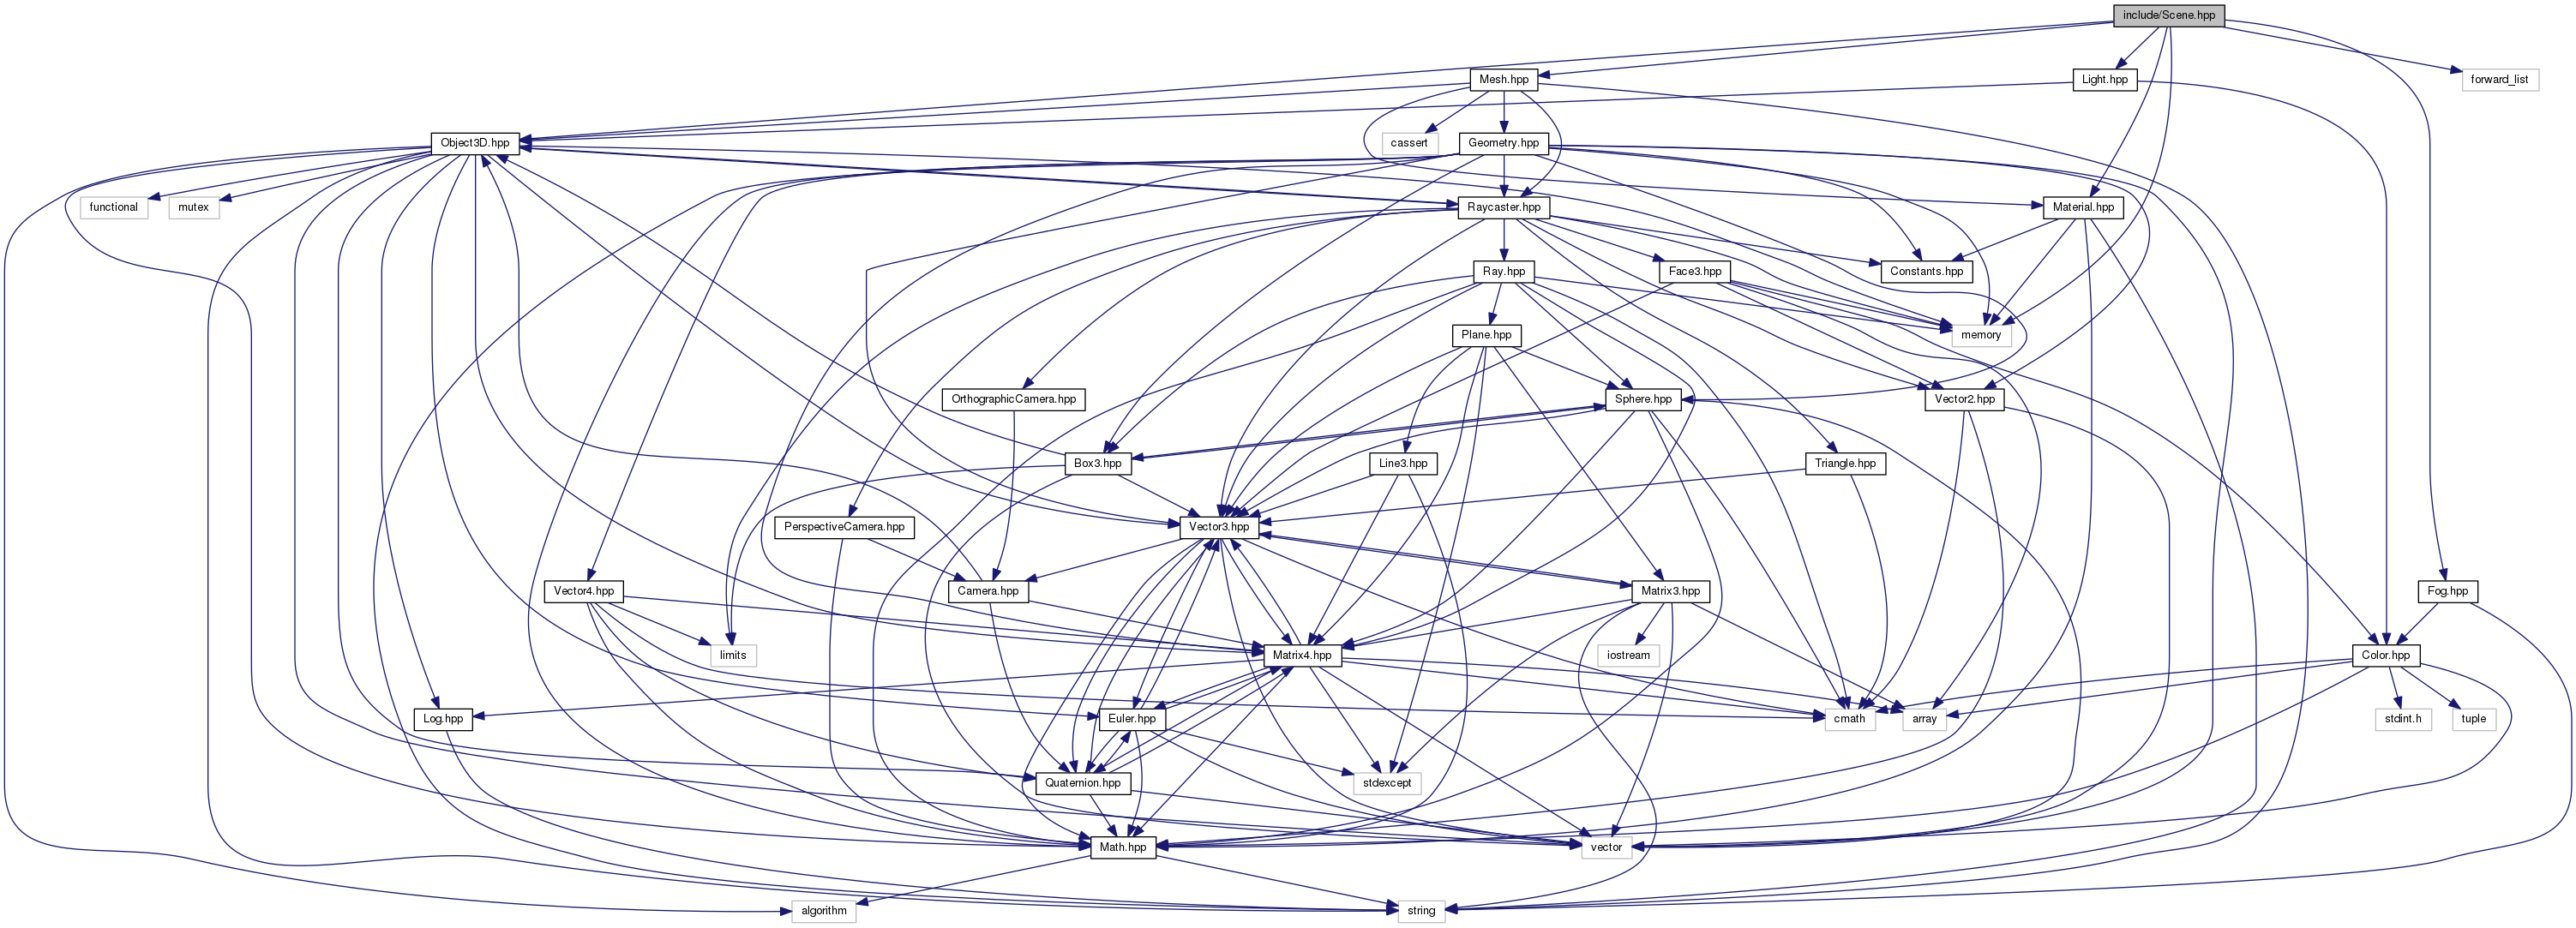 include/Scene.hpp
Mesh.hpp
Light.hpp
forward_list
Object3D.hpp
cassert
Geometry.hpp
functional
mutex
Raycaster.hpp
Material.hpp
Ray.hpp
Face3.hpp
Constants.hpp
Plane.hpp
memory
OrthographicCamera.hpp
Sphere.hpp
Vector2.hpp
Box3.hpp
Line3.hpp
Triangle.hpp
PerspectiveCamera.hpp
Vector3.hpp
Vector4.hpp
Camera.hpp
Matrix3.hpp
Fog.hpp
limits
Matrix4.hpp
iostream
Color.hpp
Log.hpp
Euler.hpp
cmath
array
stdint.h
tuple
Quaternion.hpp
stdexcept
Math.hpp
vector
algorithm
string